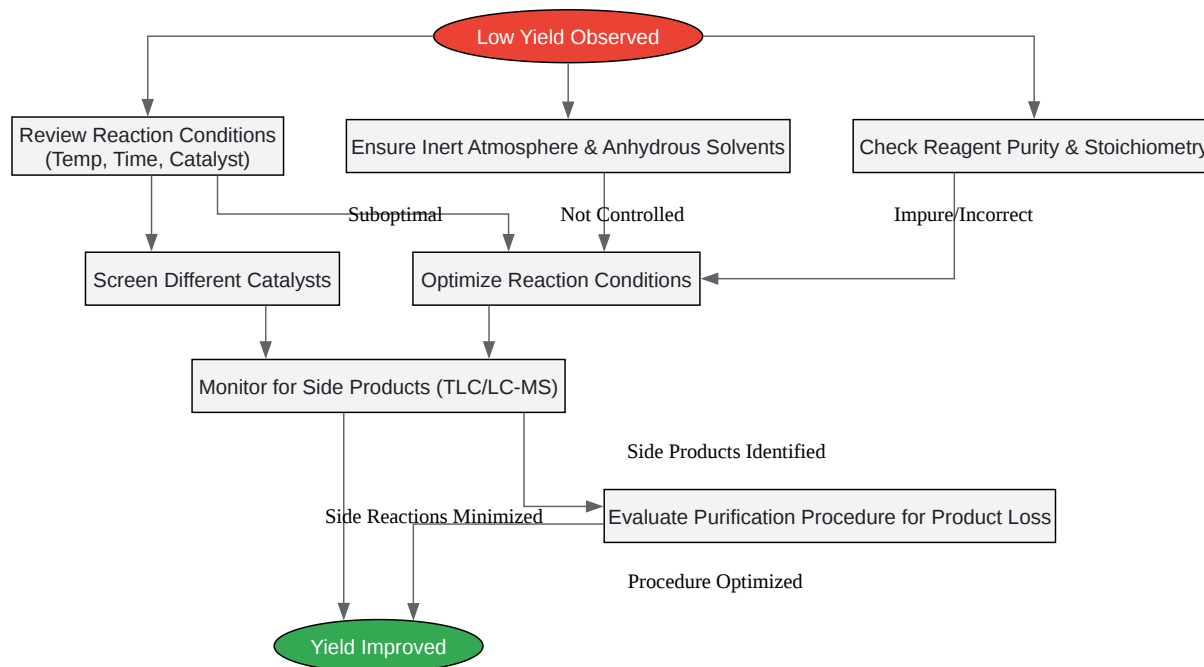 Low Yield Observed
Review Reaction Conditions
(Temp, Time, Catalyst)
Ensure Inert Atmosphere & Anhydrous Solvents
Check Reagent Purity & Stoichiometry
Suboptimal
Not Controlled
Impure/Incorrect
Screen Different Catalysts
Optimize Reaction Conditions
Monitor for Side Products (TLC/LC-MS)
Side Products Identified
Side Reactions Minimized
Evaluate Purification Procedure for Product Loss
Procedure Optimized
Yield Improved